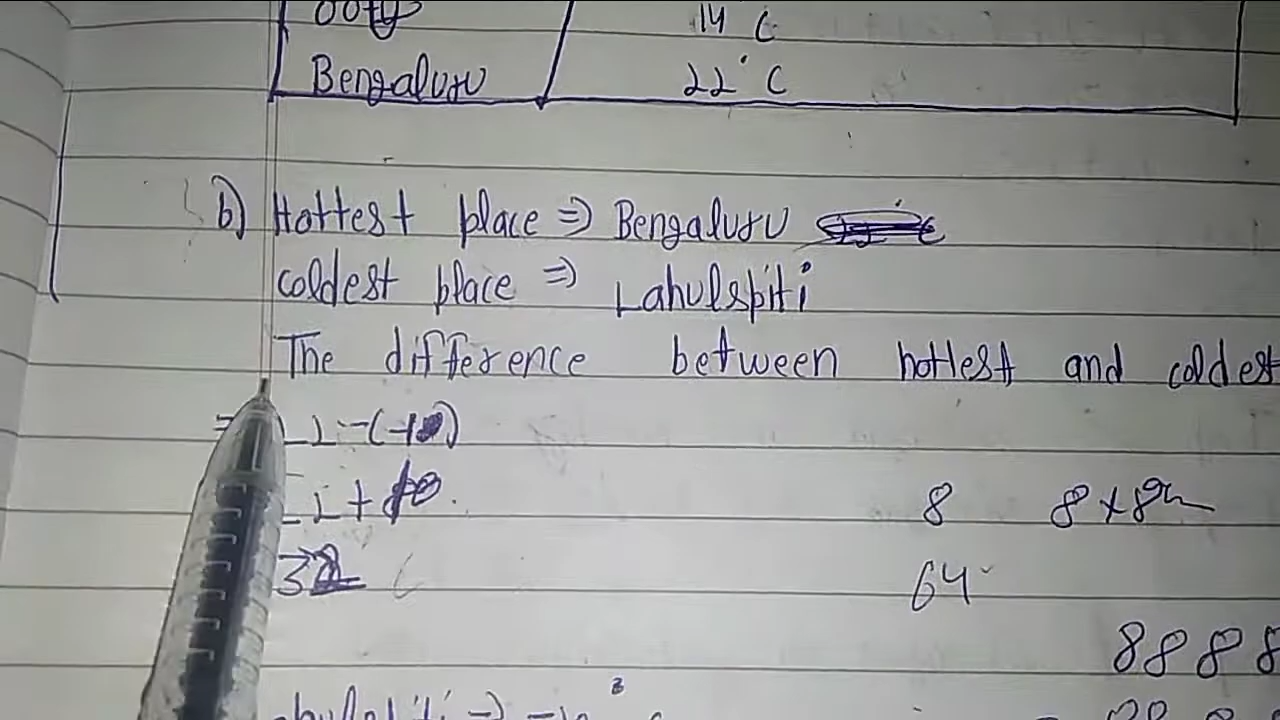 Ooty 14 C
Bengaluru 22° C
b) Hottest place => Bengaluru
coldest place => Lahulspiti
The difference between hottest and coldest
22 -(-10)
22 + 10
32 C
8 8 x 8
64
8888